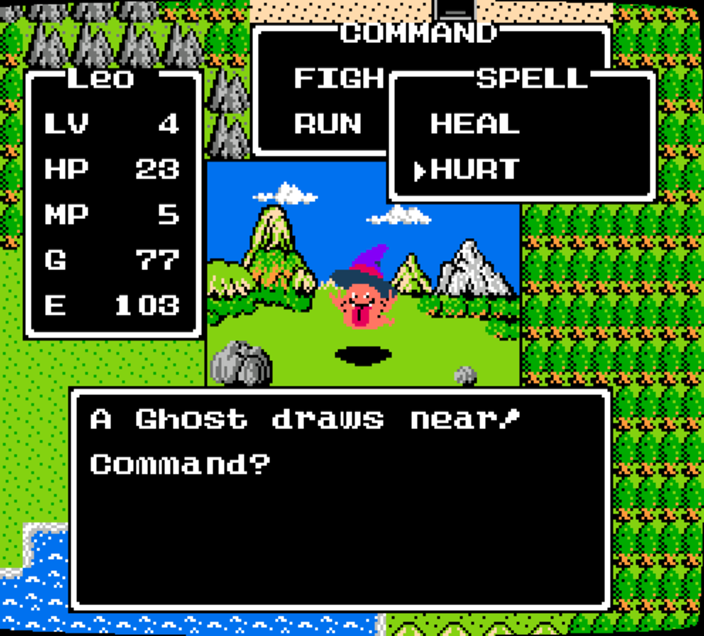 COMMAND
FIGH
RUN
SPELL
HEAL
HURT
Leo
LV 4
HP 23
MP 5
G 77
E 103
A Ghost draws near!
Command?